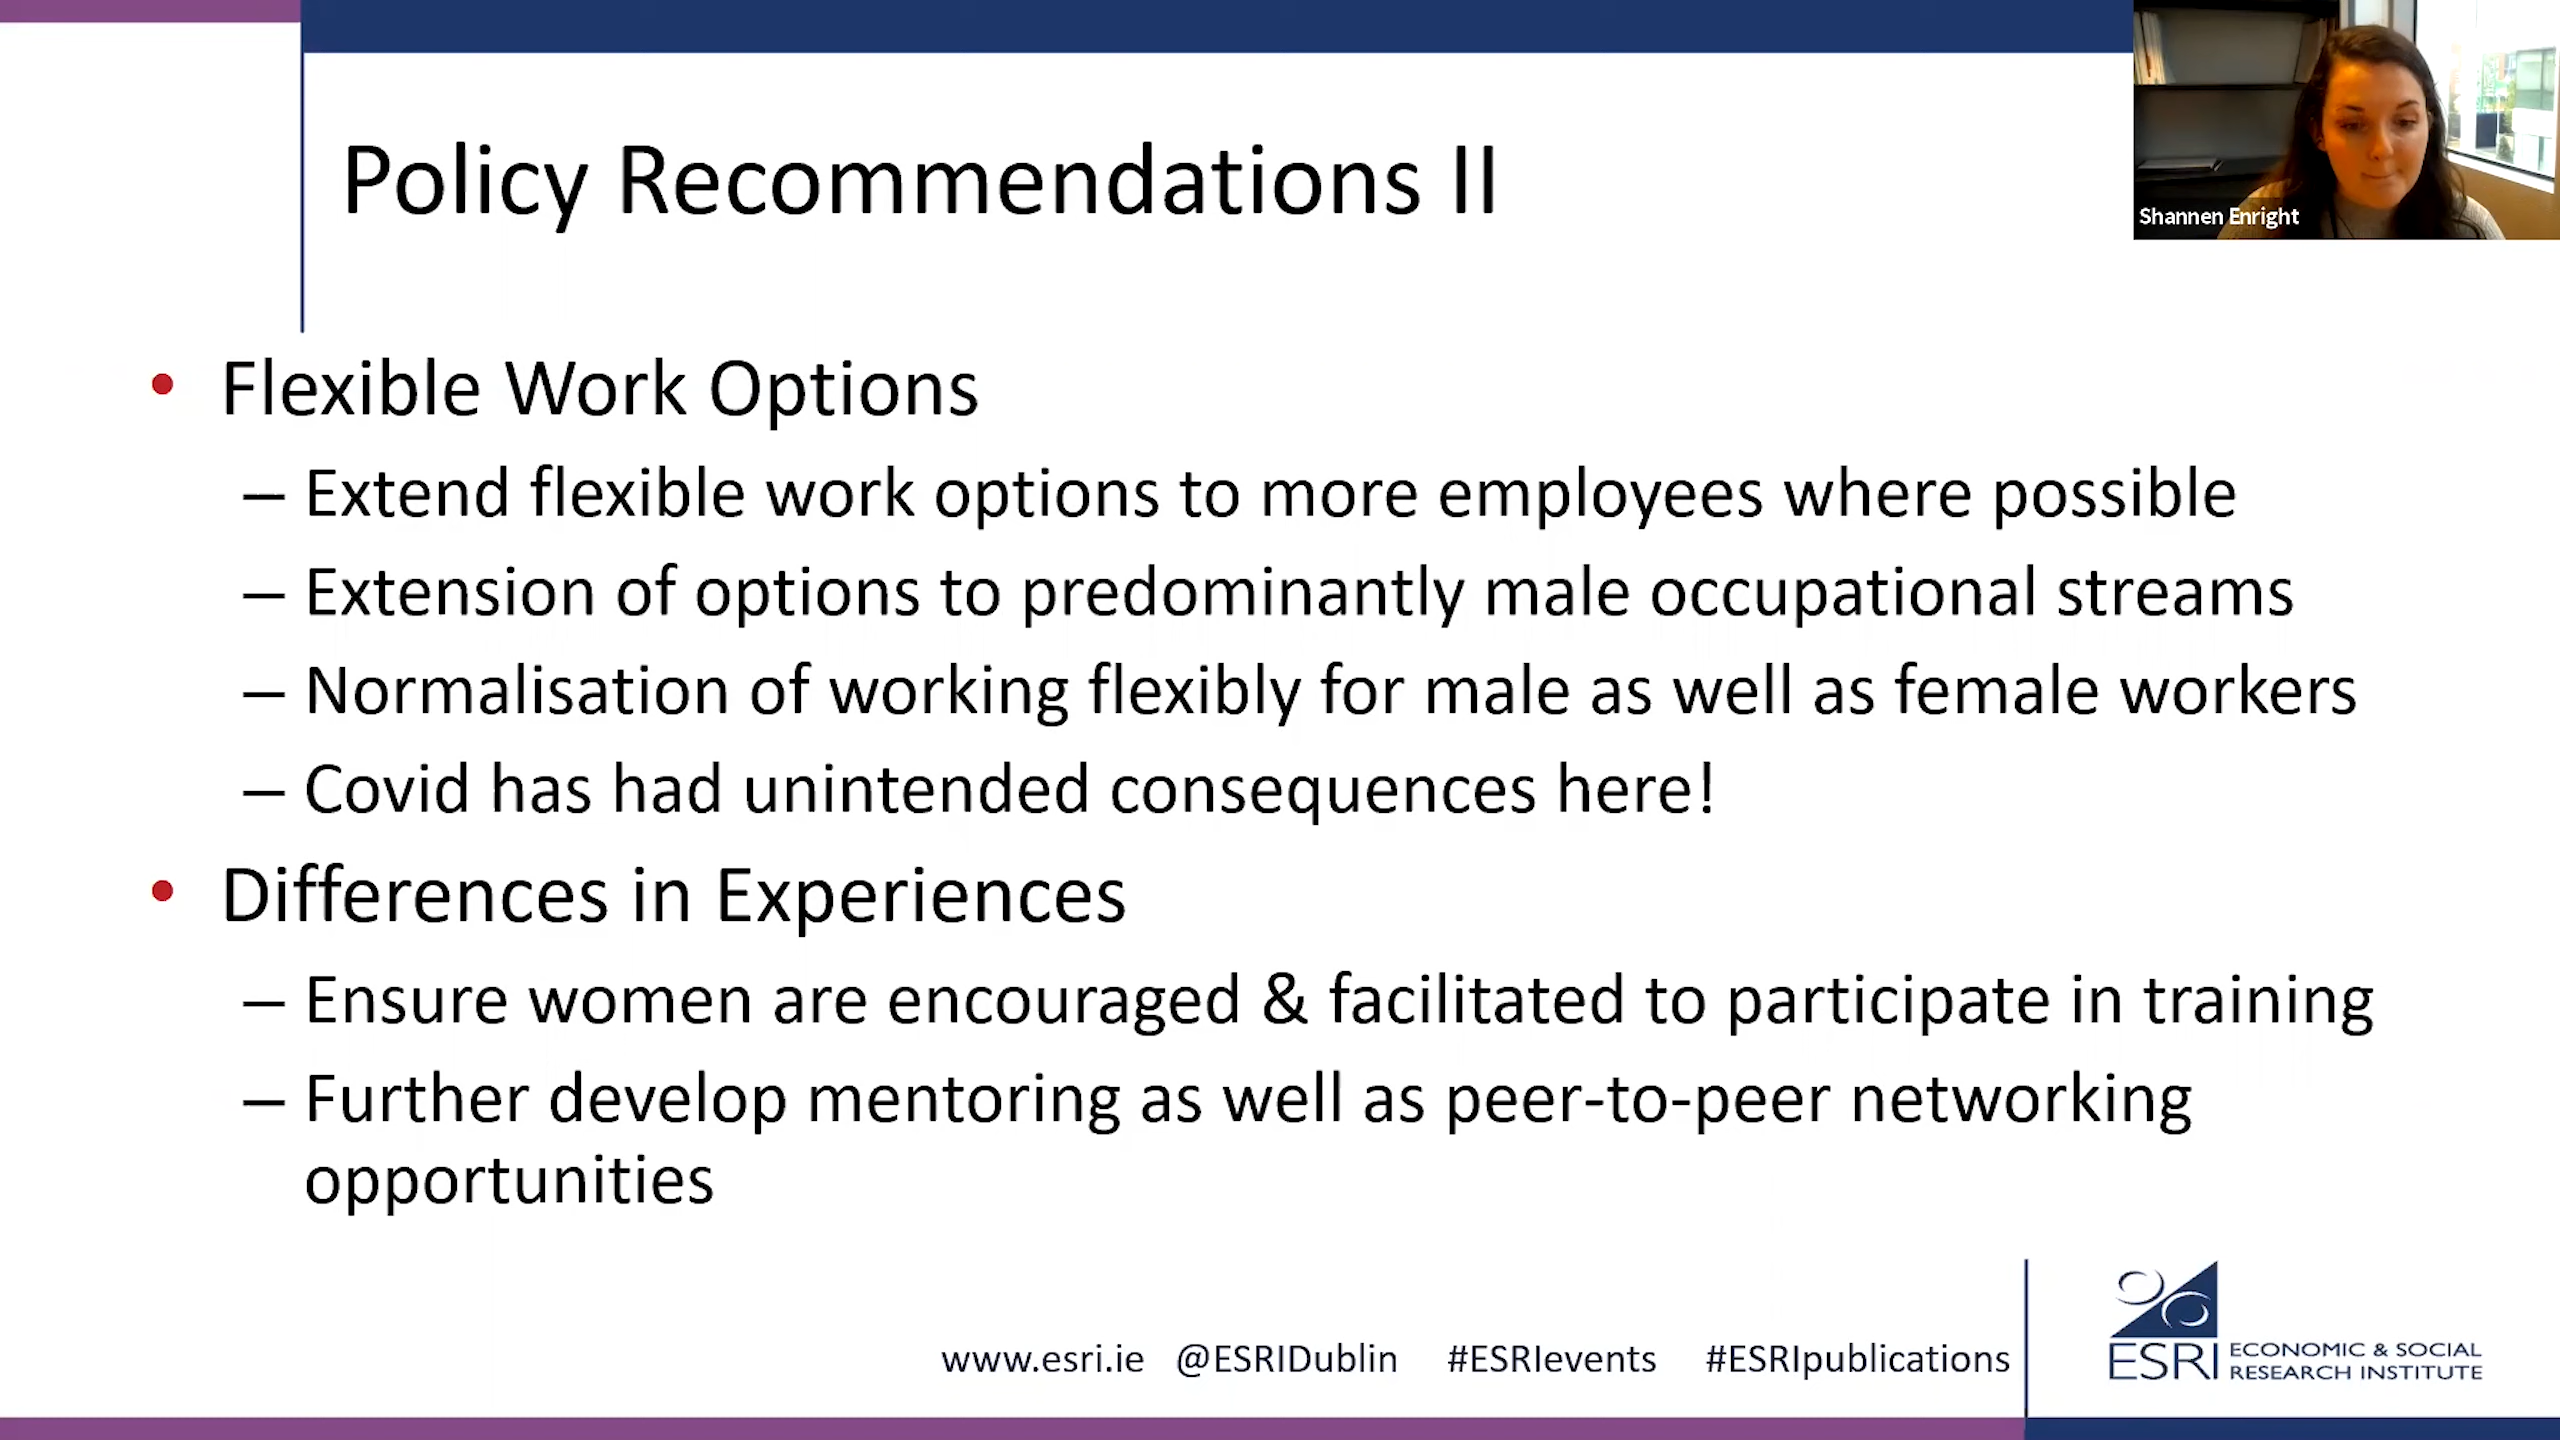 Policy Recommendations II
Shannen Enright
• Flexible Work Options
– Extend flexible work options to more employees where possible
– Extension of options to predominantly male occupational streams
– Normalisation of working flexibly for male as well as female workers
– Covid has had unintended consequences here!
• Differences in Experiences
– Ensure women are encouraged & facilitated to participate in training
– Further develop mentoring as well as peer-to-peer networking
opportunities
www.esri.ie @ESRIDublin #ESRIevents #ESRIpublications
ESRI ECONOMIC & SOCIAL
RESEARCH INSTITUTE